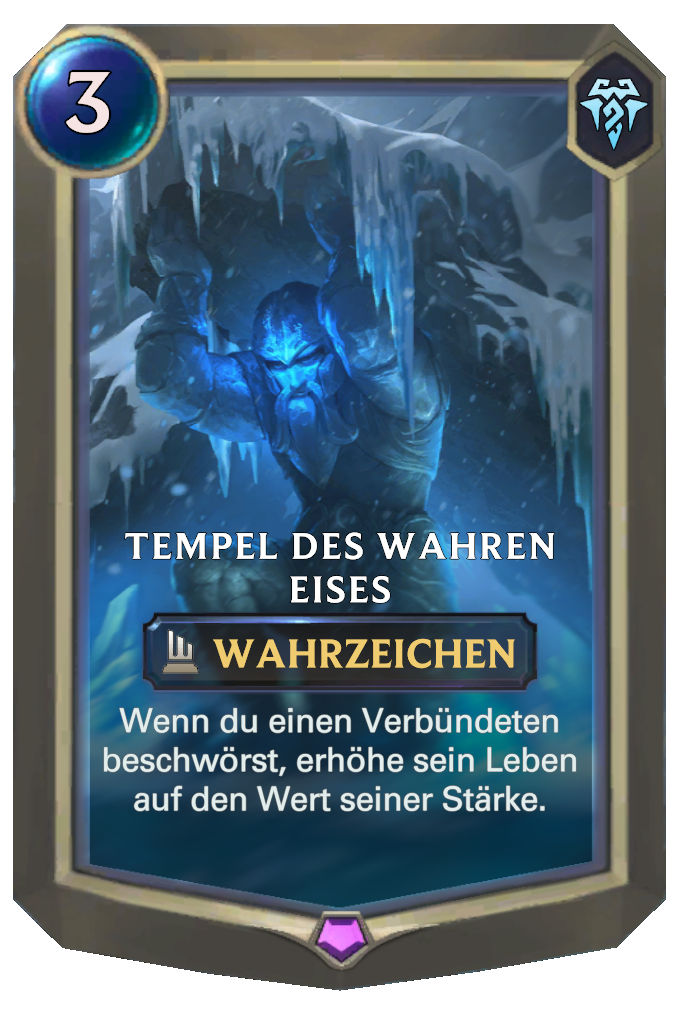 3
TEMPEL DES WAHREN
EISES
WAHRZEICHEN
Wenn du einen Verbündeten
beschwörst, erhöhe sein Leben
auf den Wert seiner Stärke.